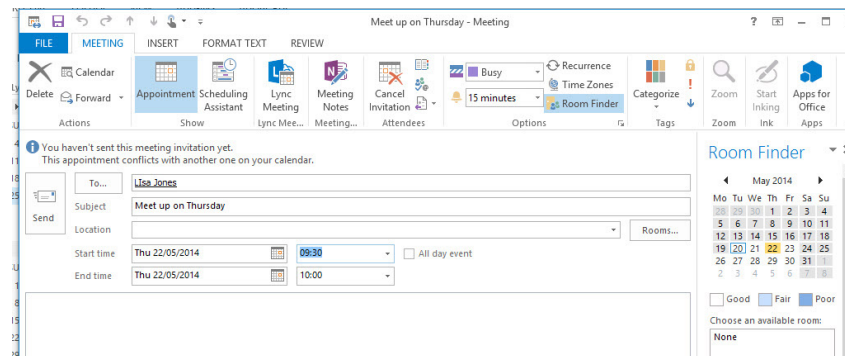 Meet up on Thursday - Meeting
FILE MEETING INSERT FORMAT TEXT REVIEW
Delete
Calendar
Forward
Actions
Appointment
Scheduling
Assistant
Show
Lync
Meeting
Lync Mee...
Meeting
Notes
Meeting...
Cancel
Invitation
Attendees
Busy
15 minutes
Recurrence
Time Zones
Room Finder
Options
Categorize
Tags
Zoom
Zoom
Start
Inking
Ink
Apps for
Office
Apps
You haven't sent this meeting invitation yet.
This appointment conflicts with another one on your calendar.
Send
To...
LIsa Jones
Subject
Meet up on Thursday
Location
Rooms...
Start time
Thu 22/05/2014
09:30
All day event
End time
Thu 22/05/2014
10:00
Room Finder
May 2014
Mo Tu We Th Fr Sa Su
28 29 30 1 2 3 4
5 6 7 8 9 10 11
12 13 14 15 16 17 18
19 20 21 22 23 24 25
26 27 28 29 30 31 1
2 3 4 5 6 7 8
Good Fair Poor
Choose an available room:
None